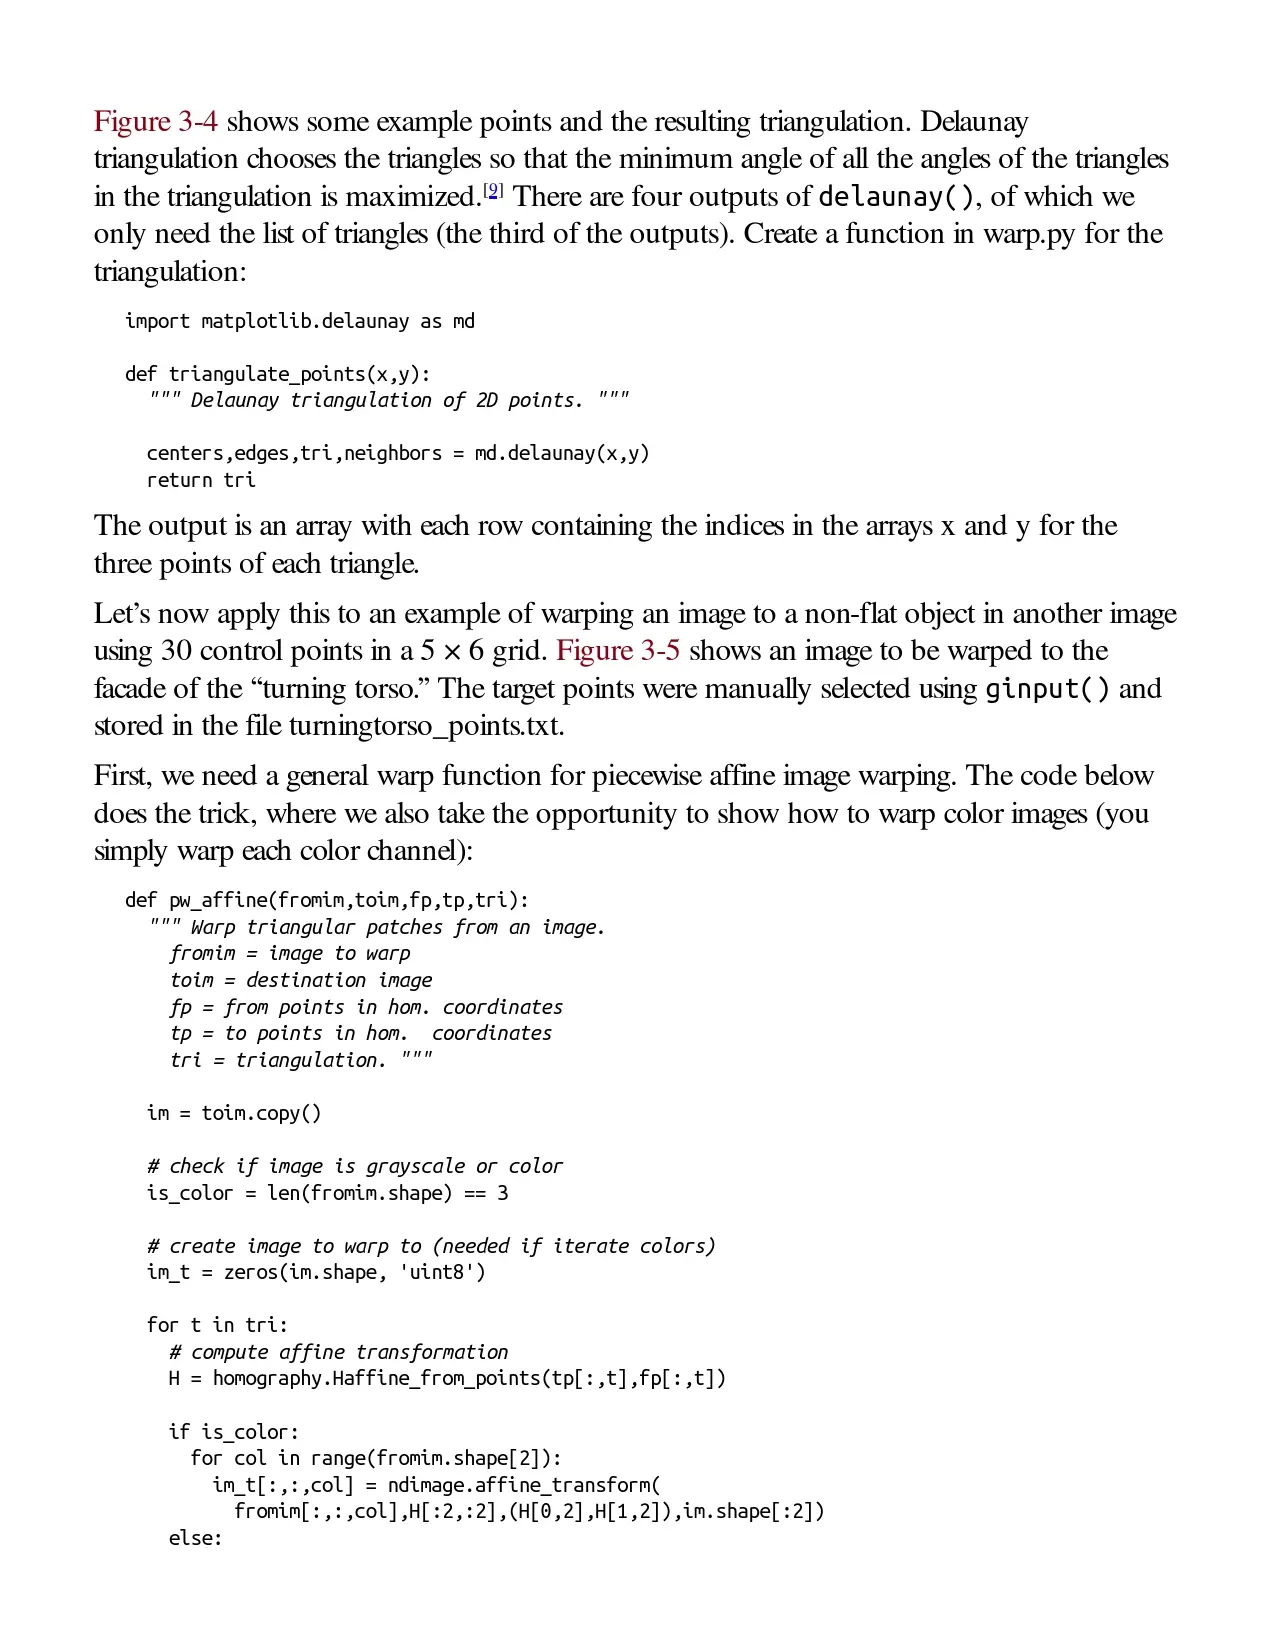 Figure 3-4 shows some example points and the resulting triangulation. Delaunay
triangulation chooses the triangles so that the minimum angle of all the angles of the triangles
in the triangulation is maximized.[9] There are four outputs of delaunay(), of which we
only need the list of triangles (the third of the outputs). Create a function in warp.py for the
triangulation:
import matplotlib.delaunay as md
def triangulate_points(x,y):
  """ Delaunay triangulation of 2D points. """
  centers,edges,tri,neighbors = md.delaunay(x,y)
  return tri
The output is an array with each row containing the indices in the arrays x and y for the
three points of each triangle.
Let’s now apply this to an example of warping an image to a non-flat object in another image
using 30 control points in a 5 × 6 grid. Figure 3-5 shows an image to be warped to the
facade of the “turning torso.” The target points were manually selected using ginput() and
stored in the file turningtorso_points.txt.
First, we need a general warp function for piecewise affine image warping. The code below
does the trick, where we also take the opportunity to show how to warp color images (you
simply warp each color channel):
def pw_affine(fromim,toim,fp,tp,tri):
  """ Warp triangular patches from an image.
    fromim = image to warp
    toim = destination image
    fp = from points in hom. coordinates
    tp = to points in hom.  coordinates
    tri = triangulation. """
  im = toim.copy()
  # check if image is grayscale or color
  is_color = len(fromim.shape) == 3
  # create image to warp to (needed if iterate colors)
  im_t = zeros(im.shape, 'uint8')
  for t in tri:
    # compute affine transformation
    H = homography.Haffine_from_points(tp[:,t],fp[:,t])
    if is_color:
      for col in range(fromim.shape[2]):
        im_t[:,:,col] = ndimage.affine_transform(
          fromim[:,:,col],H[:2,:2],(H[0,2],H[1,2]),im.shape[:2])
    else: